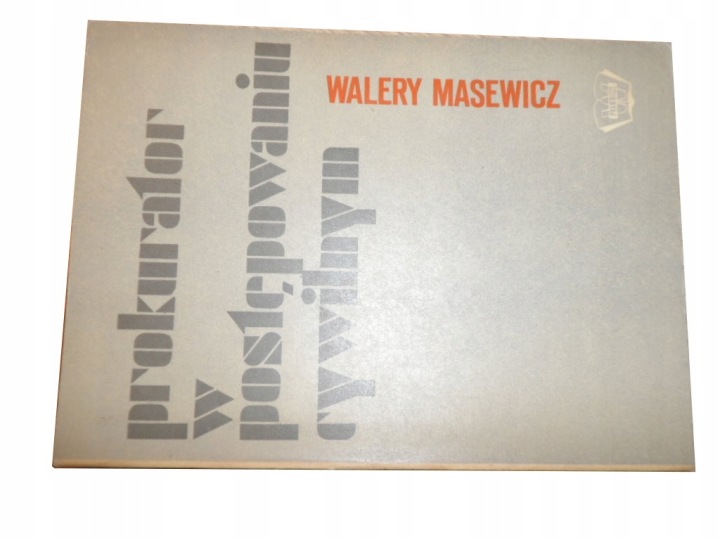 WALERY MASEWICZ
prokurator
w
postępowaniu
cywilnym